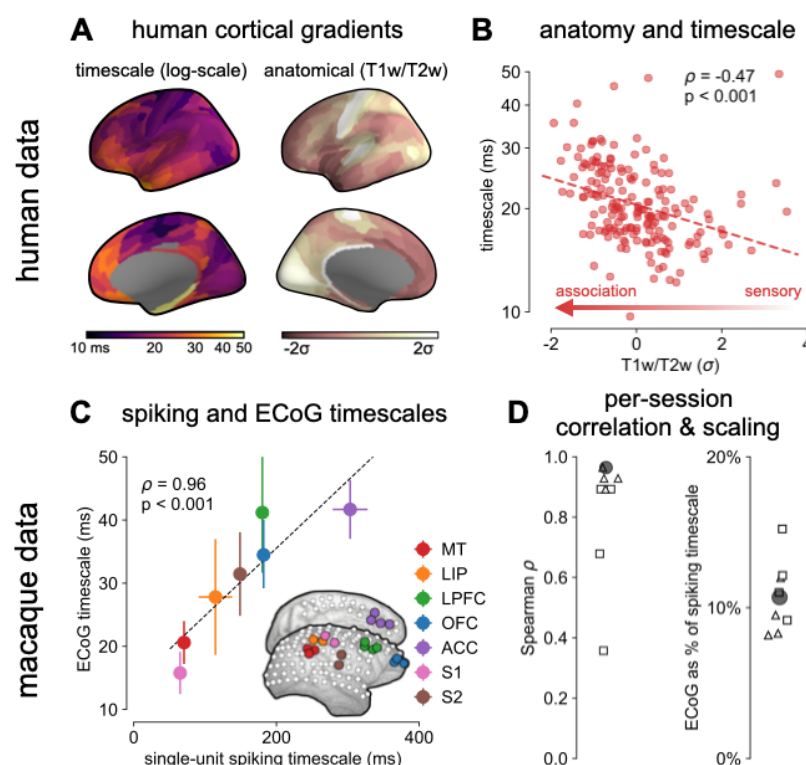 A human cortical gradients
timescale (log-scale) anatomical (T1w/T2w)
10 ms 20 30 40 50
-2σ 2σ
human data
B anatomy and timescale
ρ = -0.47
p < 0.001
timescale (ms)
50
40
30
20
10
association sensory
-2 0 2 4
T1w/T2w (σ)
C spiking and ECoG timescales
ρ = 0.96
p < 0.001
ECoG timescale (ms)
50
40
30
20
10
MT
LIP
LPFC
OFC
ACC
S1
S2
0 200 400
single-unit spiking timescale (ms)
macaque data
D per-session
correlation & scaling
Spearman ρ
1.0
0.8
0.6
0.4
0.2
0.0
ECoG as % of spiking timescale
20%
10%
0%